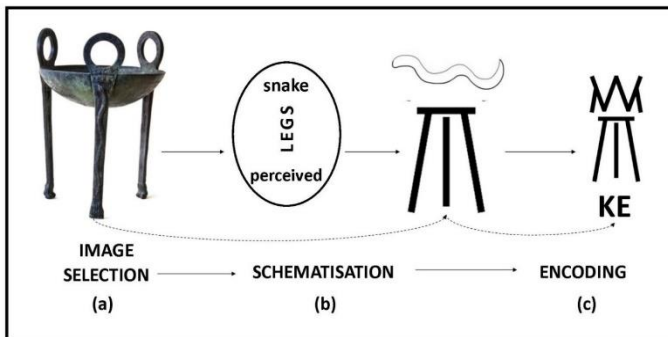 snake
LEGS
perceived
KE
IMAGE
SELECTION
SCHEMATISATION
ENCODING
(a)
(b)
(c)